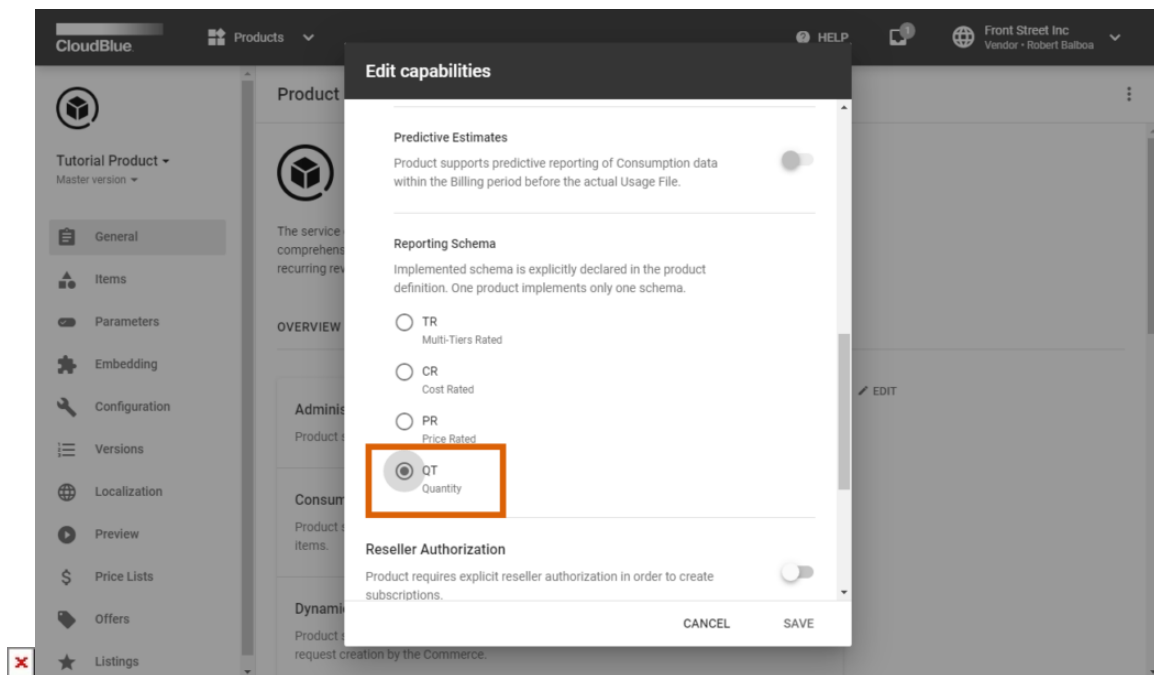 CloudBlue
Products
HELP
1
Front Street Inc
Vendor • Robert Balboa
Tutorial Product
Master version
General
Items
Parameters
Embedding
Configuration
Versions
Localization
Preview
Price Lists
Offers
Listings
Product
The service
comprehens
recurring rev
OVERVIEW
EDIT
Adminis
Product s
Consum
Product s
items.
Dynami
Product s
request creation by the Commerce.
Edit capabilities
Predictive Estimates
Product supports predictive reporting of Consumption data
within the Billing period before the actual Usage File.
Reporting Schema
Implemented schema is explicitly declared in the product
definition. One product implements only one schema.
TR
Multi-Tiers Rated
CR
Cost Rated
PR
Price Rated
QT
Quantity
Reseller Authorization
Product requires explicit reseller authorization in order to create
subscriptions.
CANCEL
SAVE